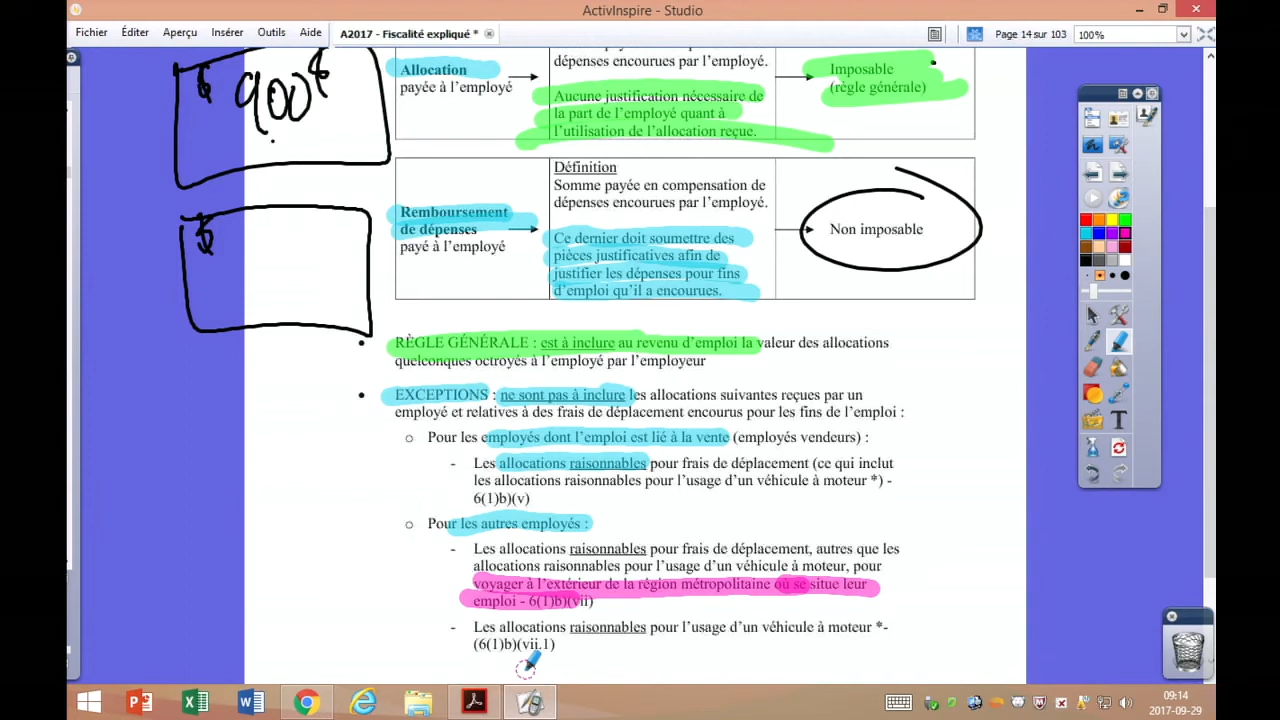 ActivInspire - Studio
Fichier Éditer Aperçu Insérer Outils Aide A2017 - Fiscalité expliqué * Page 14 sur 103 100%
dépenses encourues par l'employé.
Allocation
payée à l'employé
Aucune justification nécessaire de
la part de l'employé quant à
l'utilisation de l'allocation reçue.
Imposable
(règle générale)
$ 900 $
Définition
Somme payée en compensation de
dépenses encourues par l'employé.
Remboursement
de dépenses
payé à l'employé
Ce dernier doit soumettre des
pièces justificatives afin de
justifier les dépenses pour fins
d'emploi qu'il a encourues.
Non imposable
$
• RÈGLE GÉNÉRALE : est à inclure au revenu d'emploi la valeur des allocations
quelconques octroyés à l'employé par l'employeur
• EXCEPTIONS : ne sont pas à inclure les allocations suivantes reçues par un
employé et relatives à des frais de déplacement encourus pour les fins de l'emploi :
o Pour les employés dont l'emploi est lié à la vente (employés vendeurs) :
- Les allocations raisonnables pour frais de déplacement (ce qui inclut
les allocations raisonnables pour l'usage d'un véhicule à moteur *) -
6(1)b)(v)
o Pour les autres employés :
- Les allocations raisonnables pour frais de déplacement, autres que les
allocations raisonnables pour l'usage d'un véhicule à moteur, pour
voyager à l'extérieur de la région métropolitaine où se situe leur
emploi - 6(1)b)(vii)
- Les allocations raisonnables pour l'usage d'un véhicule à moteur *-
(6(1)b)(vii.1)
09:14
2017-09-29